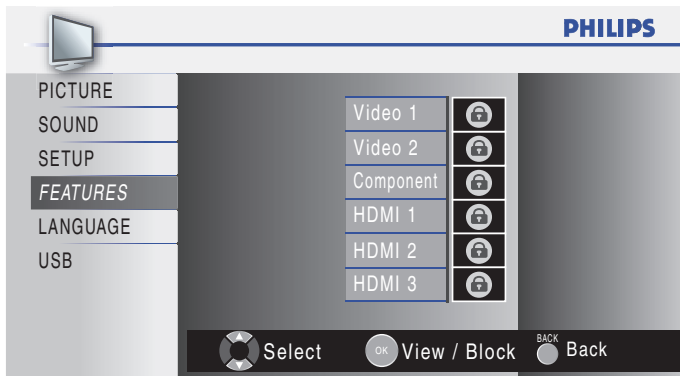 PHILIPS
PICTURE
SOUND
SETUP
FEATURES
LANGUAGE
USB
Video 1
Video 2
Component
HDMI 1
HDMI 2
HDMI 3
Select
OK View / Block
BACK Back